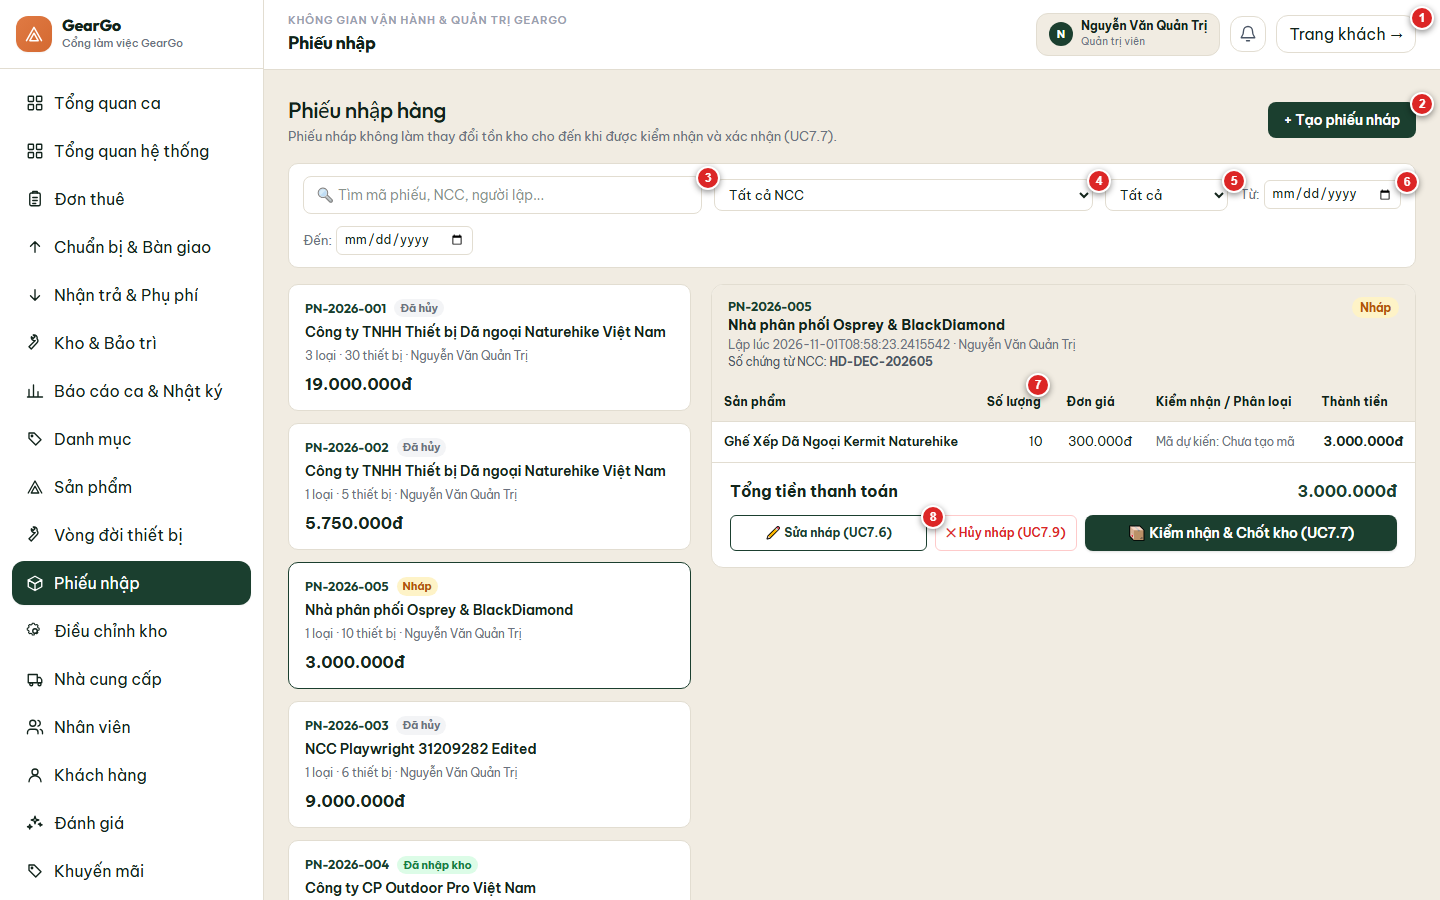 GearGo
Cổng làm việc GearGo
Tổng quan ca
Tổng quan hệ thống
Đơn thuê
Chuẩn bị & Bàn giao
Nhận trả & Phụ phí
Kho & Bảo trì
Báo cáo ca & Nhật ký
Danh mục
Sản phẩm
Vòng đời thiết bị
Phiếu nhập
Điều chỉnh kho
Nhà cung cấp
Nhân viên
Khách hàng
Đánh giá
Khuyến mãi
KHÔNG GIAN VẬN HÀNH & QUẢN TRỊ GEARGO
Phiếu nhập
N
Nguyễn Văn Quản Trị
Quản trị viên
Trang khách →
1
Phiếu nhập hàng
Phiếu nháp không làm thay đổi tồn kho cho đến khi được kiểm nhận và xác nhận (UC7.7).
+ Tạo phiếu nháp
2
Tìm mã phiếu, NCC, người lập...
3
Tất cả NCC
4
Tất cả
5
Từ:
mm/dd/yyyy
6
Đến:
mm/dd/yyyy
PN-2026-001 Đã hủy
Công ty TNHH Thiết bị Dã ngoại Naturehike Việt Nam
3 loại · 30 thiết bị · Nguyễn Văn Quản Trị
19.000.000đ
PN-2026-002 Đã hủy
Công ty TNHH Thiết bị Dã ngoại Naturehike Việt Nam
1 loại · 5 thiết bị · Nguyễn Văn Quản Trị
5.750.000đ
PN-2026-005 Nháp
Nhà phân phối Osprey & BlackDiamond
1 loại · 10 thiết bị · Nguyễn Văn Quản Trị
3.000.000đ
PN-2026-003 Đã hủy
NCC Playwright 31209282 Edited
1 loại · 6 thiết bị · Nguyễn Văn Quản Trị
9.000.000đ
PN-2026-004 Đã nhập kho
Công ty CP Outdoor Pro Việt Nam
PN-2026-005
Nháp
Nhà phân phối Osprey & BlackDiamond
Lập lúc 2026-11-01T08:58:23.2415542 · Nguyễn Văn Quản Trị
Số chứng từ NCC: HD-DEC-202605
7
Sản phẩm Số lượng Đơn giá Kiểm nhận / Phân loại Thành tiền
Ghế Xếp Dã Ngoại Kermit Naturehike 10 300.000đ Mã dự kiến: Chưa tạo mã 3.000.000đ
Tổng tiền thanh toán 3.000.000đ
8
Sửa nháp (UC7.6)
✕ Hủy nháp (UC7.9)
Kiểm nhận & Chốt kho (UC7.7)